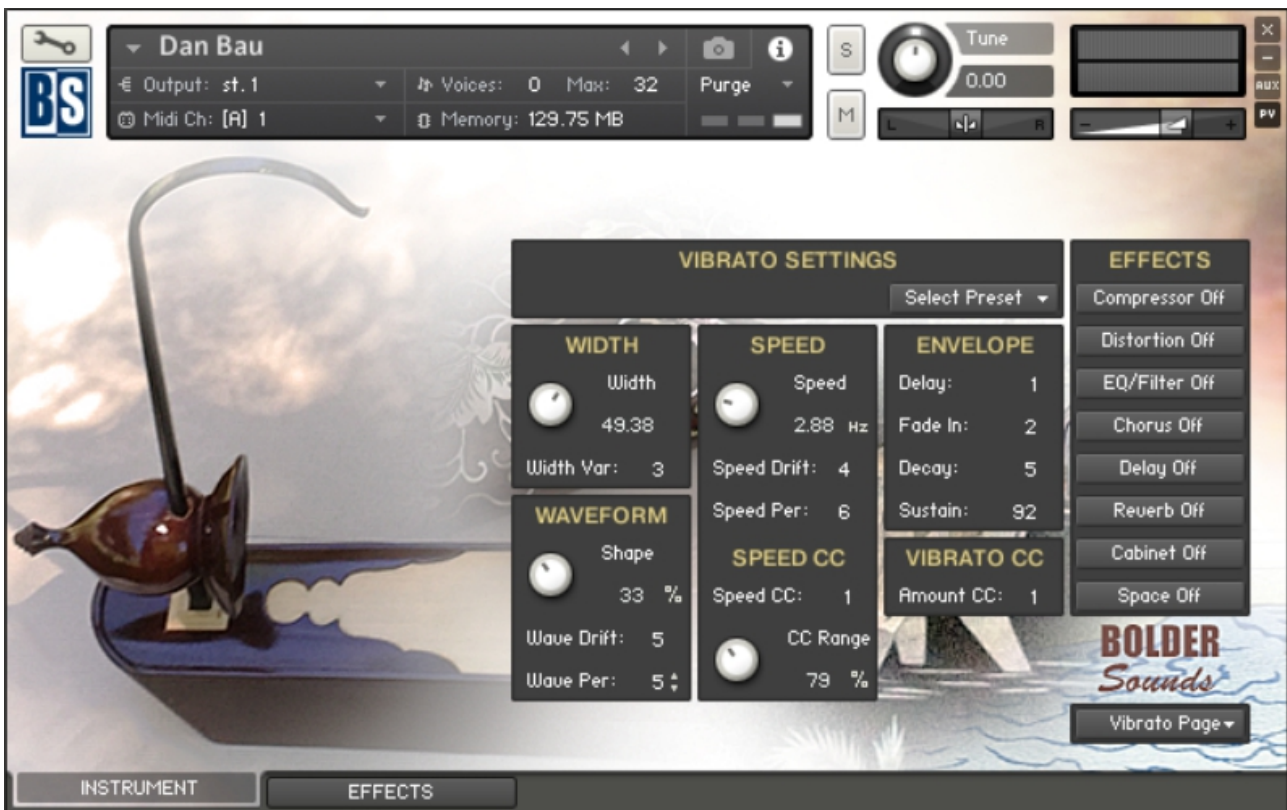 Dan Bau
Output: st.1
Midi Ch: [A] 1
Voices: 0 Max: 32
Memory: 129.75 MB
Purge
S
M
Tune
0.00
L R
- +
×
-
AUX
PV
BS
VIBRATO SETTINGS
Select Preset
WIDTH
Width
49.38
Width Var: 3
WAVEFORM
Shape
33 %
Wave Drift: 5
Wave Per: 5
SPEED
Speed
2.88 Hz
Speed Drift: 4
Speed Per: 6
SPEED CC
Speed CC: 1
CC Range
79 %
ENVELOPE
Delay: 1
Fade In: 2
Decay: 5
Sustain: 92
VIBRATO CC
Amount CC: 1
EFFECTS
Compressor Off
Distortion Off
EQ/Filter Off
Chorus Off
Delay Off
Reverb Off
Cabinet Off
Space Off
BOLDER
Sounds
Vibrato Page
INSTRUMENT
EFFECTS